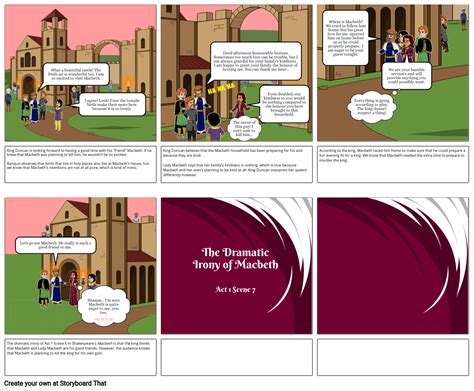 What a beautiful castle! The
fresh air is wonderful too. I am
so excited to visit Macbeth.
I agree! Look! Even the temple
birds make their nests here
because it is so lovely.
King Duncan is looking forward to having a good time with his "friend" Macbeth. If he
knew that Macbeth was planning to kill him, he wouldn't be so excited.
Banquo observes that birds that live in holy places also live at Macbeth's house, but
we know that Macbeth's intentions are not at all pure, which is kind of ironic.
Good afternoon honourable hostess.
Sometimes too much love can be trouble, but I
am always grateful for your family's kindness.
I am happy to grant your family the honour of
hosting me. You can thank me later...
HA HA HA
Even doubled, our
kindness to you would
be nothing compared to
the honour you have
brought to our house.
The nerve of
this guy! I
can't wait to
kill him.
King Duncan believes that the Macbeth household has been preparing for his visit
because they are kind.
Lady Macbeth says that her family's kindness is nothing, which is true because
Macbeth and her aren't planning to be kind at all. King Duncan interprets her speech
differently however.
Where is Macbeth?
We tried to follow him
home, but his great
love for me spurred
him on to get home
before us so he could
properly prepare. I am
your guest tonight.
We are your humble
servants and will
provide anything you
could possibly want.
Everything is going
according to plan.
The king doesn't
suspect a thing!
According to the king, Macbeth raced him home to make sure that he could prepare a
fun evening fit for a king. We know that Macbeth needed the extra time to prepare to
murder the king.
Let's go see Macbeth. He really is such a
good friend to me.
Hmmm... I'm sure
Macbeth is quite
eager to see you
too.
The dramatic irony of Act 1 Scene 6 in Shakespeare's Macbeth is that the king thinks
that Macbeth and Lady Macbeth are his good friends. However, the audience knows
that Macbeth is planning to kill the king for his own gain.
The Dramatic
Irony of Macbeth
Act 1 Scene 7
Create your own at Storyboard That